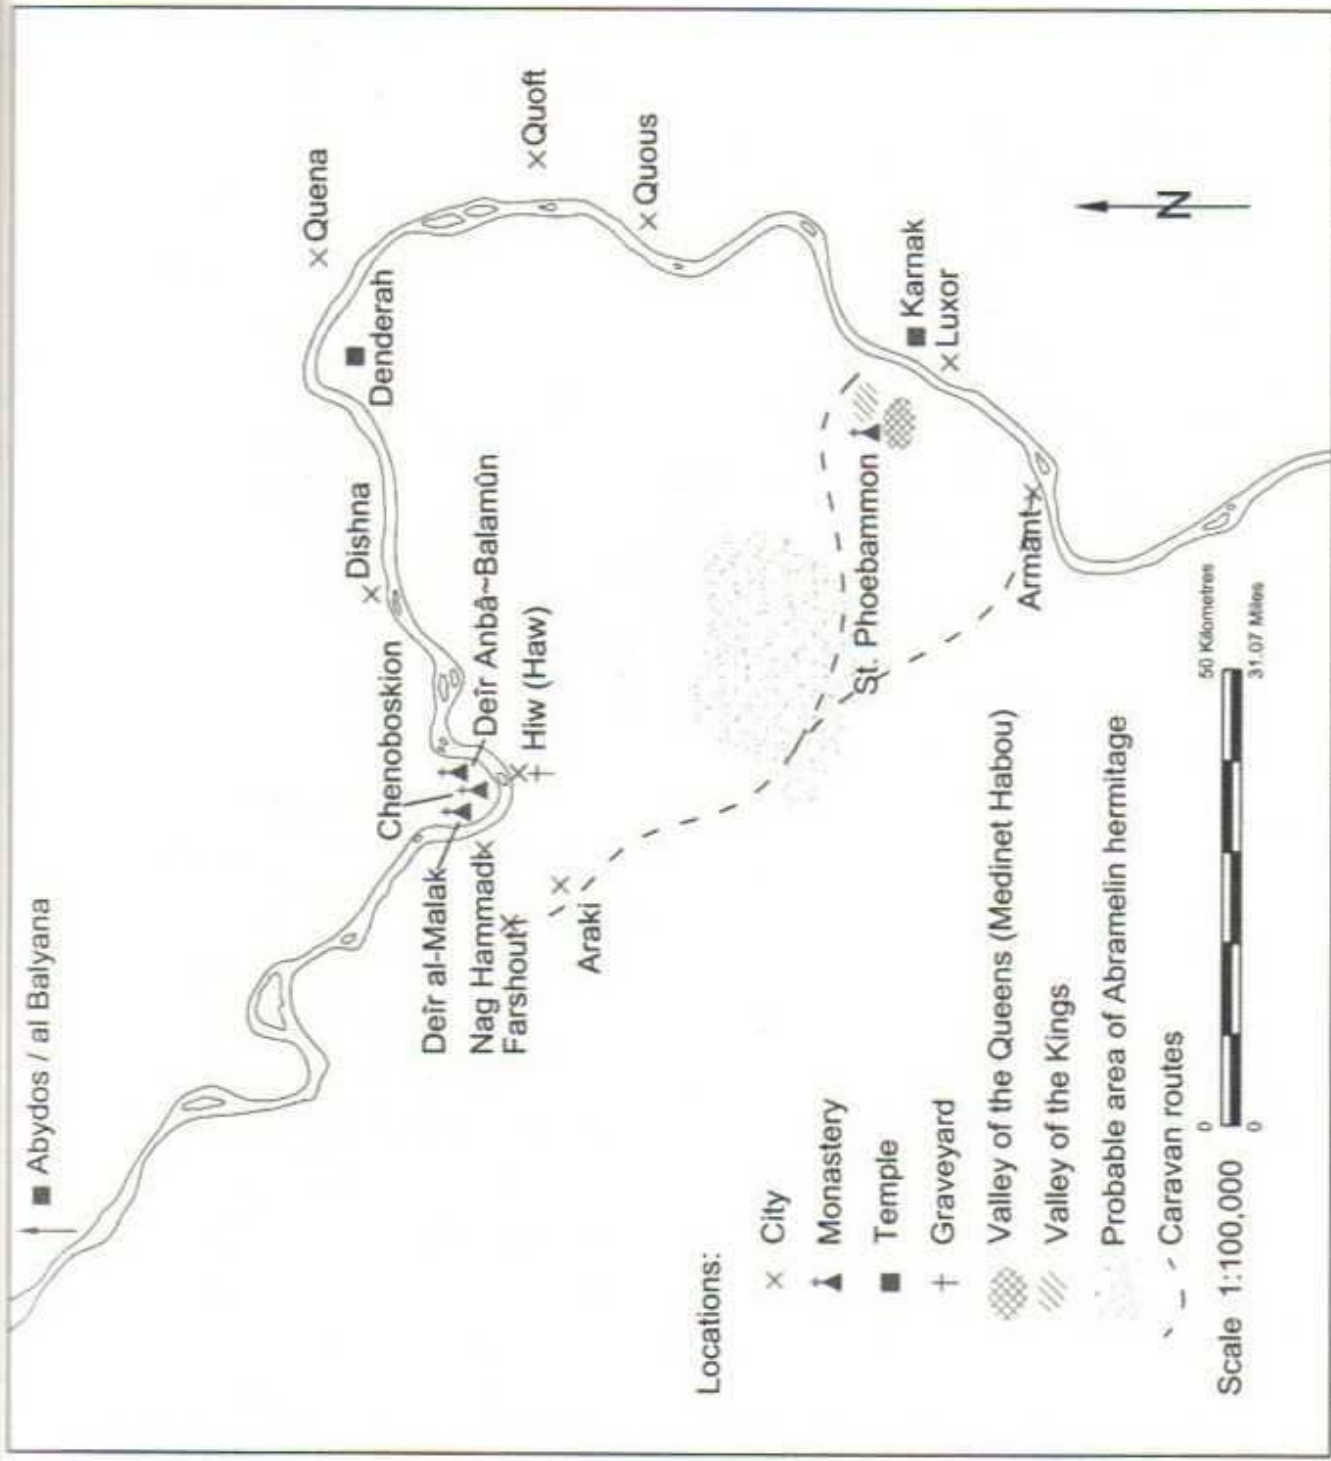 Abydos / al Balyana
Quena
Quoft
Denderah
Quous
Dishna
Chenoboskion
Deîr Anbâ~Balamûn
Hiw (Haw)
Deîr al-Malak
Nag Hammadi
Farshout
Araki
Karnak
Luxor
St. Phoebammon
Armant
N
Locations:
City
Monastery
Temple
Graveyard
Valley of the Queens (Medinet Habou)
Valley of the Kings
Probable area of Abramelin hermitage
Caravan routes
Scale 1:100,000
0
50 Kilometres
0
31.07 Miles